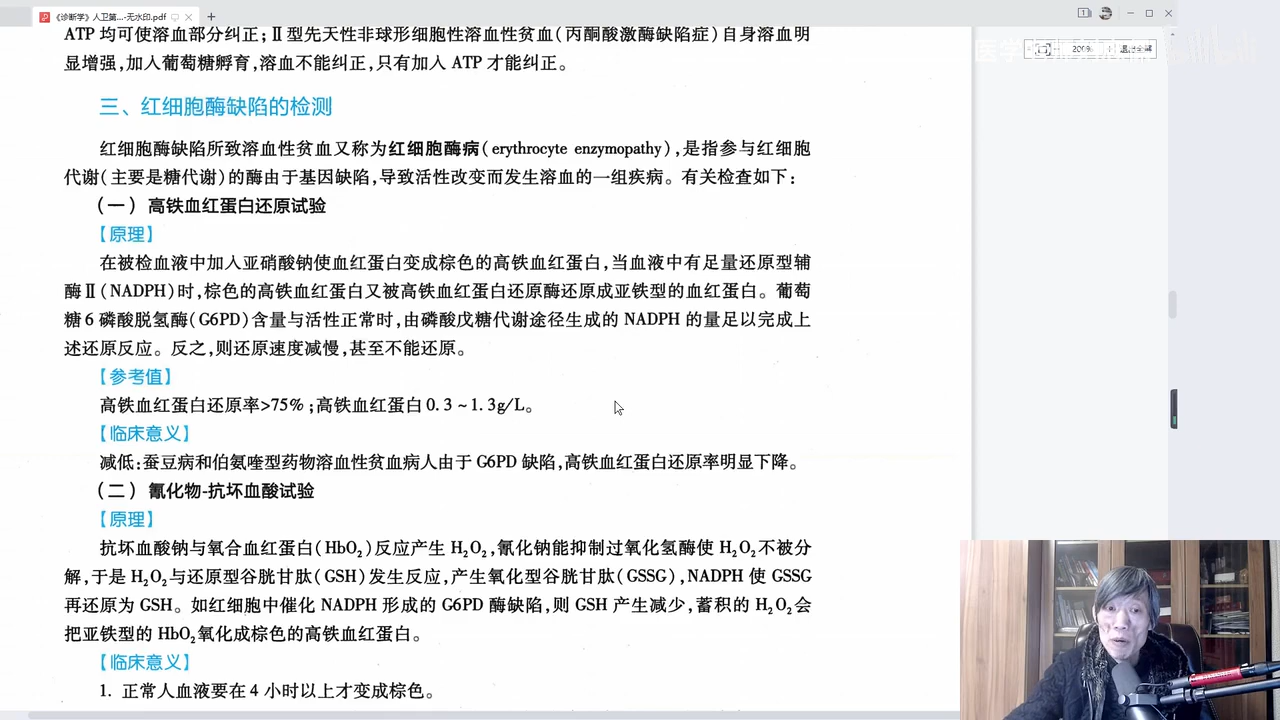 《诊断学》人卫第...-无水印.pdf
ATP 均可使溶血部分纠正；Ⅱ型先天性非球形细胞性溶血性贫血（丙酮酸激酶缺陷症）自身溶血明
显增强，加入葡萄糖孵育，溶血不能纠正，只有加入 ATP 才能纠正。
三、红细胞酶缺陷的检测
红细胞酶缺陷所致溶血性贫血又称为红细胞酶病（erythrocyte enzymopathy），是指参与红细胞
代谢（主要是糖代谢）的酶由于基因缺陷，导致活性改变而发生溶血的一组疾病。有关检查如下：
（一）高铁血红蛋白还原试验
【原理】
在被检血液中加入亚硝酸钠使血红蛋白变成棕色的高铁血红蛋白，当血液中有足量还原型辅
酶Ⅱ（NADPH）时，棕色的高铁血红蛋白又被高铁血红蛋白还原酶还原成亚铁型的血红蛋白。葡萄
糖 6 磷酸脱氢酶（G6PD）含量与活性正常时，由磷酸戊糖代谢途径生成的 NADPH 的量足以完成上
述还原反应。反之，则还原速度减慢，甚至不能还原。
【参考值】
高铁血红蛋白还原率>75%；高铁血红蛋白 0.3～1.3g/L。
【临床意义】
减低：蚕豆病和伯氨喹型药物溶血性贫血病人由于 G6PD 缺陷，高铁血红蛋白还原率明显下降。
（二）氰化物-抗坏血酸试验
【原理】
抗坏血酸钠与氧合血红蛋白（HbO₂）反应产生 H₂O₂，氰化钠能抑制过氧化氢酶使 H₂O₂不被分
解，于是 H₂O₂与还原型谷胱甘肽（GSH）发生反应，产生氧化型谷胱甘肽（GSSG），NADPH 使 GSSG
再还原为 GSH。如红细胞中催化 NADPH 形成的 G6PD 酶缺陷，则 GSH 产生减少，蓄积的 H₂O₂会
把亚铁型的 HbO₂氧化成棕色的高铁血红蛋白。
【临床意义】
1. 正常人血液要在 4 小时以上才变成棕色。